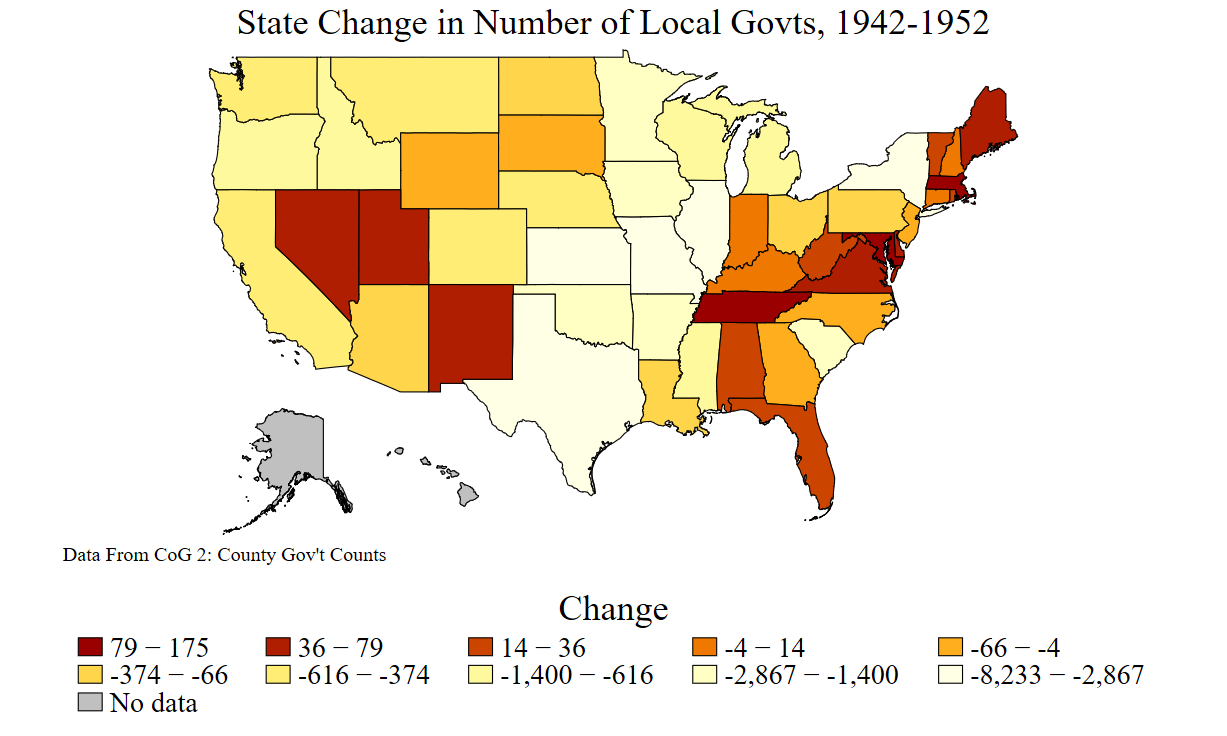 State Change in Number of Local Govts, 1942-1952
Data From CoG 2: County Gov't Counts
Change
79 − 175 36 − 79 14 − 36 -4 − 14 -66 − -4
-374 − -66 -616 − -374 -1,400 − -616 -2,867 − -1,400 -8,233 − -2,867
No data